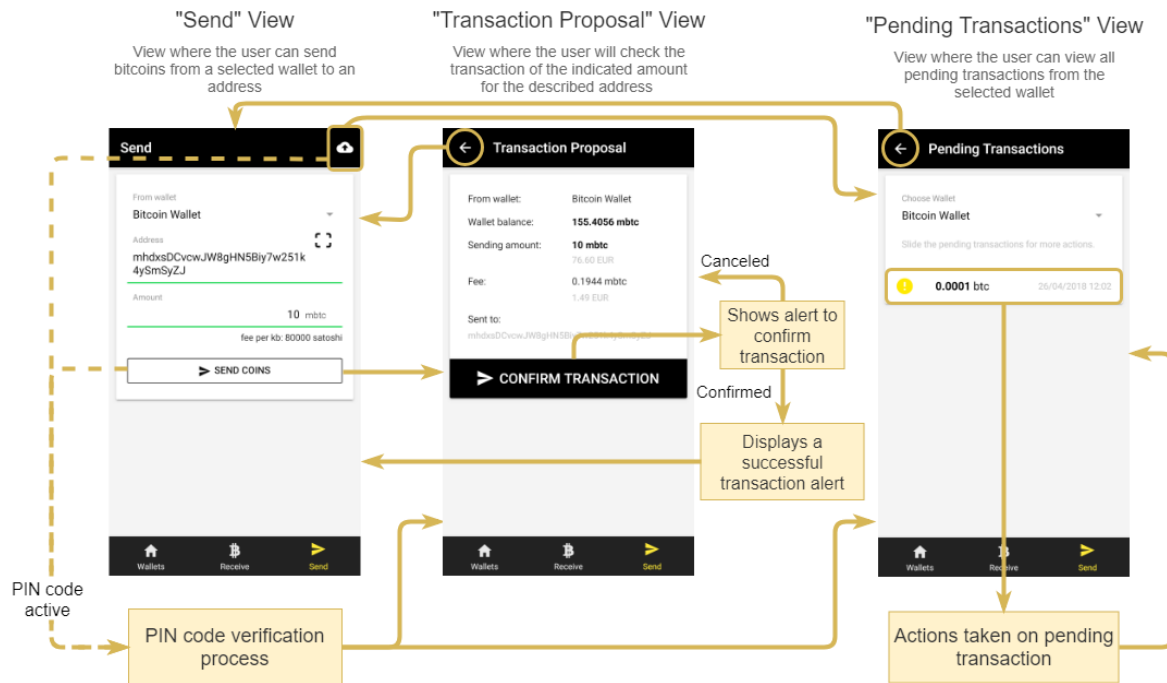 "Send" View
View where the user can send
bitcoins from a selected wallet to an
address
"Transaction Proposal" View
View where the user will check the
transaction of the indicated amount
for the described address
"Pending Transactions" View
View where the user can view all
pending transactions from the
selected wallet
Send
From wallet
Bitcoin Wallet
Address
mhdxsDCvcwJW8gHN5Biy7w251k
4ySmSyZJ
Amount
10 mbtc
fee per kb: 80000 satoshi
SEND COINS
Wallets
Receive
Send
Transaction Proposal
From wallet: Bitcoin Wallet
Wallet balance: 155.4056 mbtc
Sending amount: 10 mbtc
76.60 EUR
Fee: 0.1944 mbtc
1.49 EUR
Sent to:
CONFIRM TRANSACTION
Wallets
Receive
Send
Canceled
Shows alert to
confirm
transaction
Confirmed
Displays a
successful
transaction alert
Pending Transactions
Choose Wallet
Bitcoin Wallet
Slide the pending transactions for more actions.
0.0001 btc 26/04/2018 12:02
Wallets
Receive
Send
PIN code
active
PIN code verification
process
Actions taken on pending
transaction